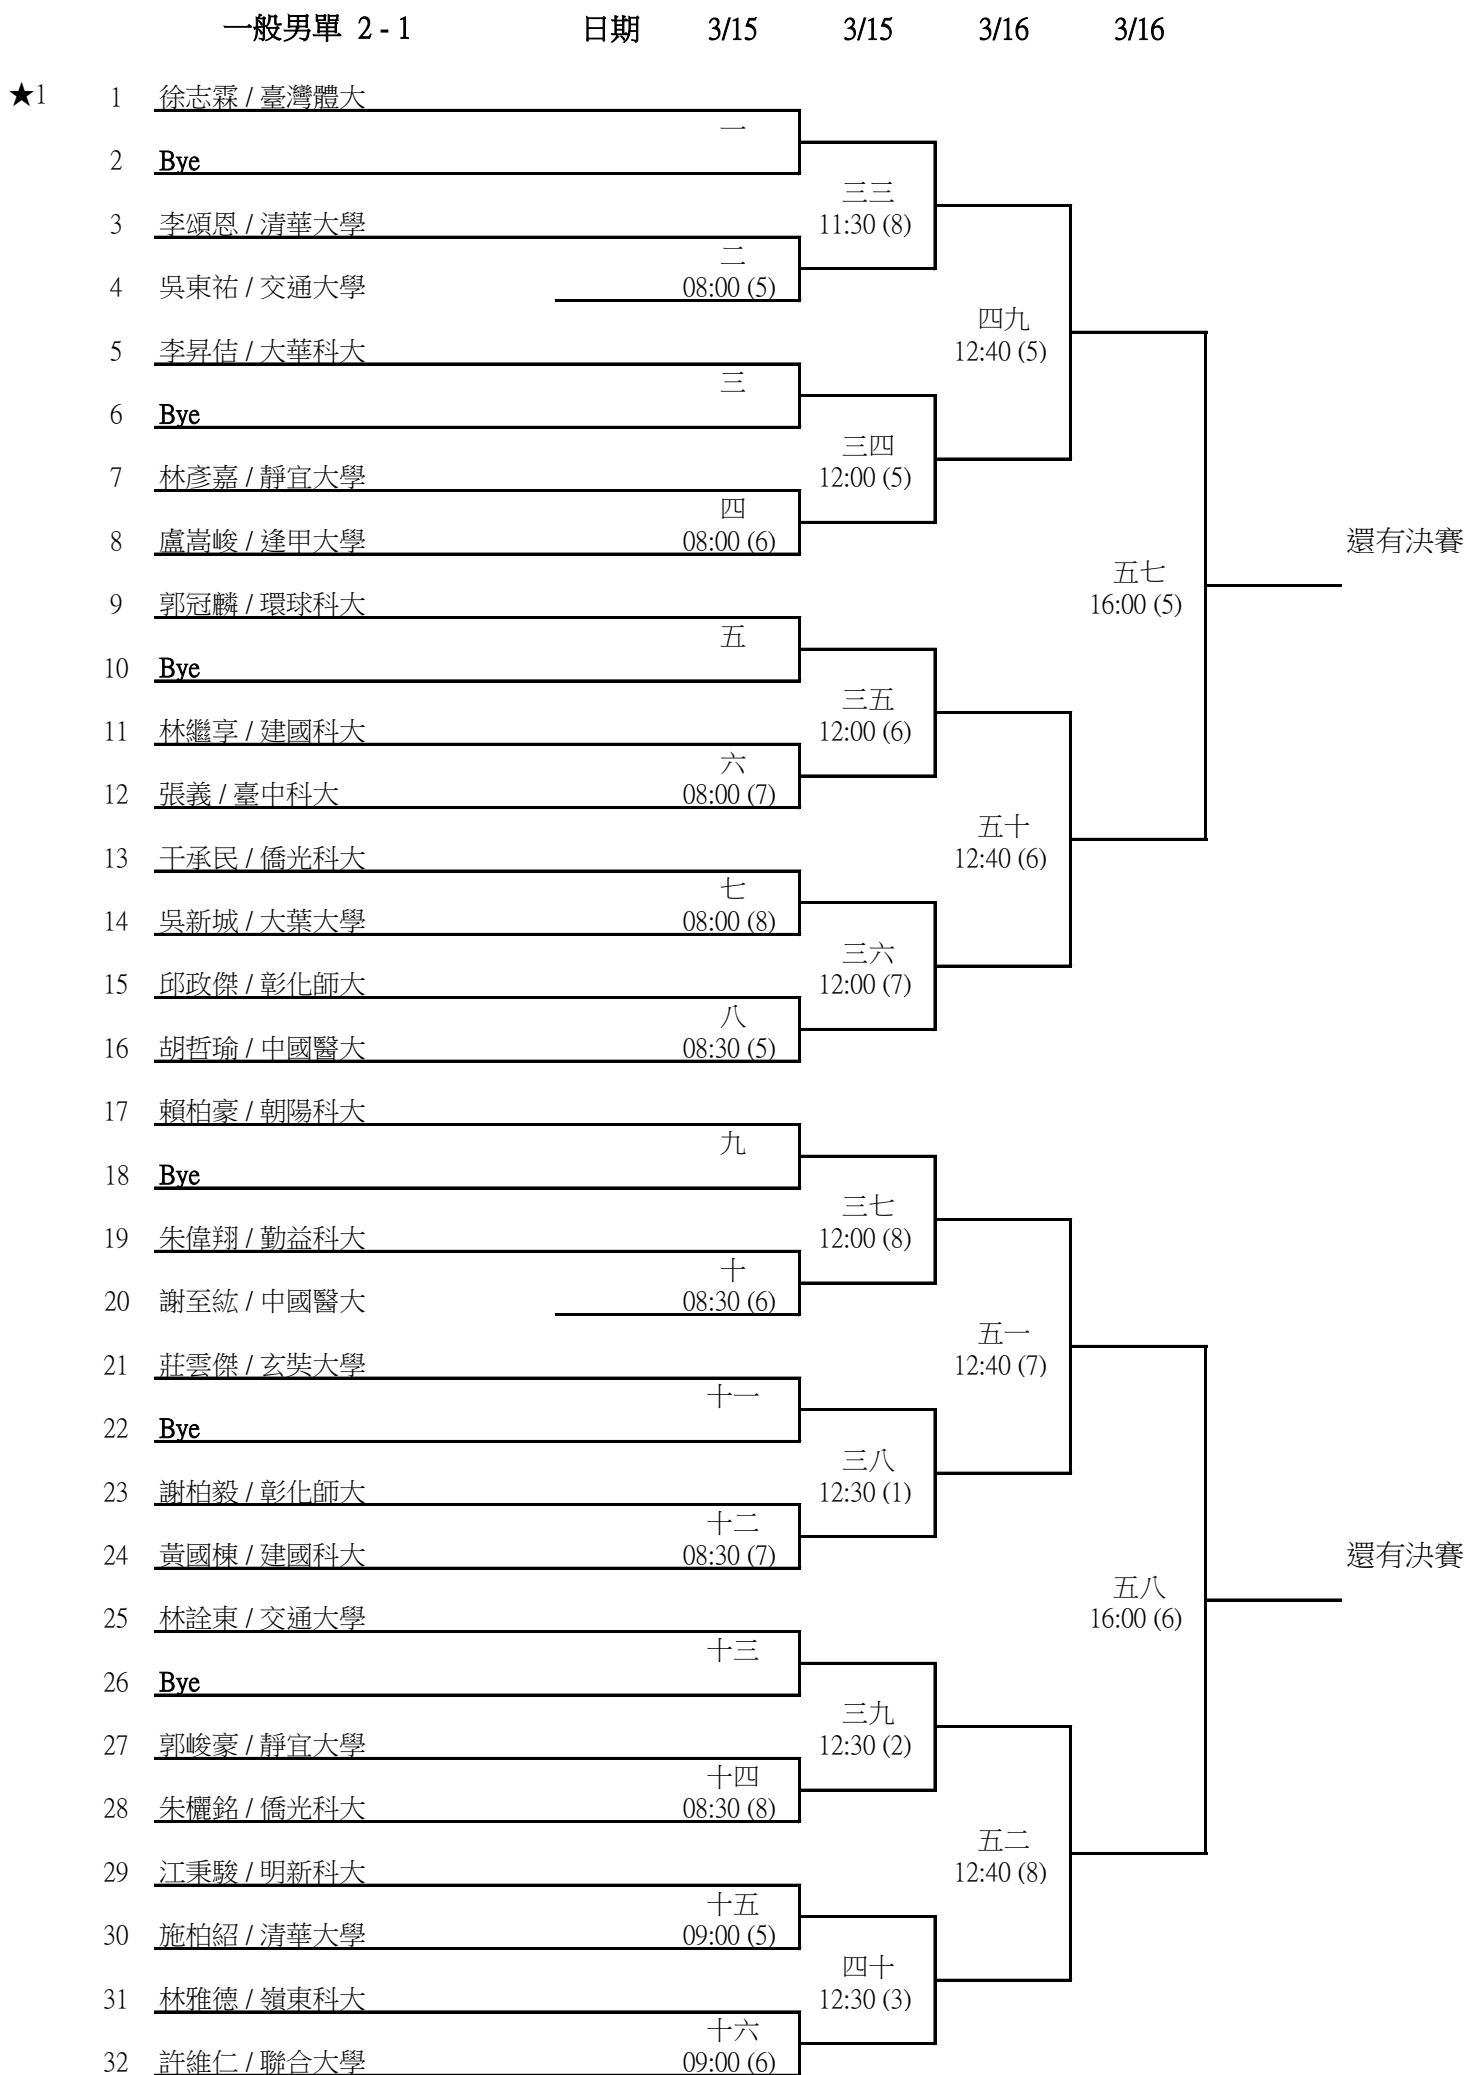 一般男單 2 - 1 日期 3/15 3/15 3/16 3/16
★1 1 徐志霖 / 臺灣體大
一
2 Bye
三三
3 李頌恩 / 清華大學 11:30 (8)
二
4 吳東祐 / 交通大學 08:00 (5)
四九
5 李昇佶 / 大華科大 12:40 (5)
三
6 Bye
三四
7 林彥嘉 / 靜宜大學 12:00 (5)
四
8 盧嵩峻 / 逢甲大學 08:00 (6) 還有決賽
五七
9 郭冠麟 / 環球科大 16:00 (5)
五
10 Bye
三五
11 林繼享 / 建國科大 12:00 (6)
六
12 張義 / 臺中科大 08:00 (7)
五十
13 干承民 / 僑光科大 12:40 (6)
七
14 吳新城 / 大葉大學 08:00 (8)
三六
15 邱政傑 / 彰化師大 12:00 (7)
八
16 胡哲瑜 / 中國醫大 08:30 (5)
17 賴柏豪 / 朝陽科大
九
18 Bye
三七
19 朱偉翔 / 勤益科大 12:00 (8)
十
20 謝至紘 / 中國醫大 08:30 (6)
五一
21 莊雲傑 / 玄奘大學 12:40 (7)
十一
22 Bye
三八
23 謝柏毅 / 彰化師大 12:30 (1)
十二
24 黃國棟 / 建國科大 08:30 (7) 還有決賽
五八
25 林詮東 / 交通大學 16:00 (6)
十三
26 Bye
三九
27 郭峻豪 / 靜宜大學 12:30 (2)
十四
28 朱欐銘 / 僑光科大 08:30 (8)
五二
29 江秉駿 / 明新科大 12:40 (8)
十五
30 施柏紹 / 清華大學 09:00 (5)
四十
31 林雅德 / 嶺東科大 12:30 (3)
十六
32 許維仁 / 聯合大學 09:00 (6)